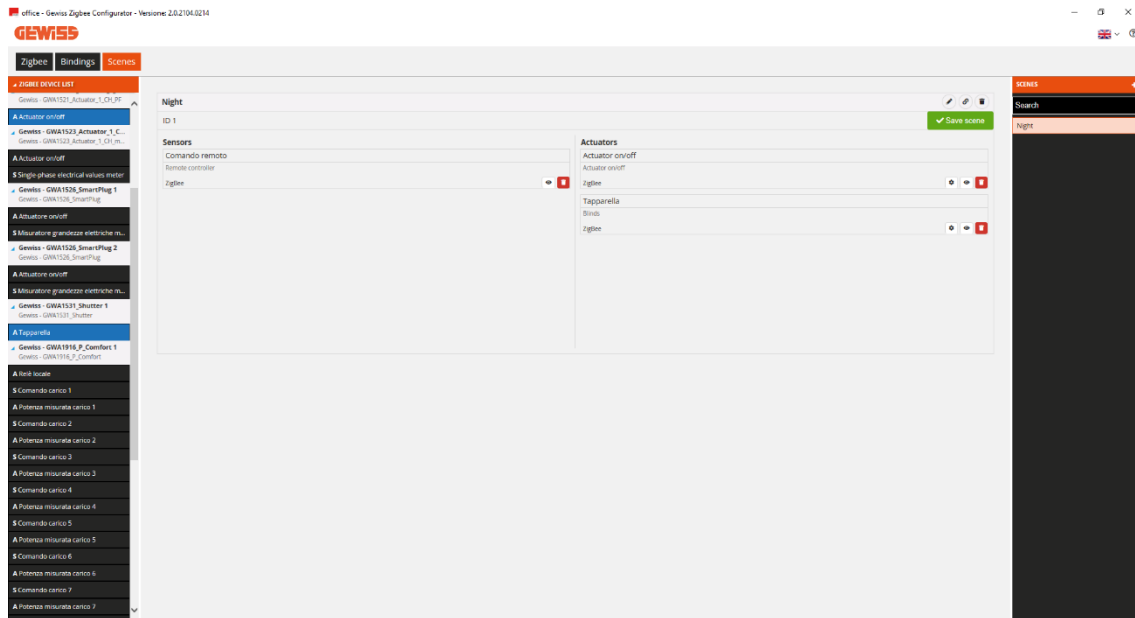 office - Gewiss Zigbee Configurator - Versione: 2.0.2104.0214
GEWISS
Zigbee Bindings Scenes
ZIGBEE DEVICE LIST
Gewiss - GWA1521_Actuator_1_CH_PF
A Actuator on/off
Gewiss - GWA1523_Actuator_1_C...
Gewiss - GWA1523_Actuator_1_CH_m...
A Actuator on/off
S Single-phase electrical values meter
Gewiss - GWA1526_SmartPlug 1
Gewiss - GWA1526_SmartPlug
A Attuatore on/off
S Misuratore grandezze elettriche m...
Gewiss - GWA1526_SmartPlug 2
Gewiss - GWA1526_SmartPlug
A Attuatore on/off
S Misuratore grandezze elettriche m...
Gewiss - GWA1531_Shutter 1
Gewiss - GWA1531_Shutter
A Tapparella
Gewiss - GWA1916_P_Comfort 1
Gewiss - GWA1916_P_Comfort
A Relè locale
S Comando carico 1
A Potenza misurata carico 1
S Comando carico 2
A Potenza misurata carico 2
S Comando carico 3
A Potenza misurata carico 3
S Comando carico 4
A Potenza misurata carico 4
S Comando carico 5
A Potenza misurata carico 5
S Comando carico 6
A Potenza misurata carico 6
S Comando carico 7
A Potenza misurata carico 7
Night
ID 1
Save scene
Sensors
Comando remoto
Remote controller
ZigBee
Actuators
Actuator on/off
Actuator on/off
ZigBee
Tapparella
Blinds
ZigBee
SCENES
Search
Night